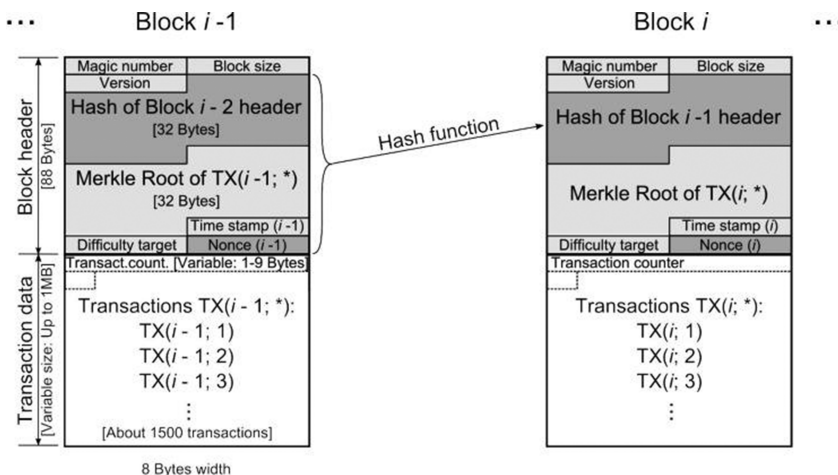 ... Block i -1 Block i ...
Magic number Block size
Version
Hash of Block i - 2 header
[32 Bytes]
Merkle Root of TX(i -1; *)
[32 Bytes]
Time stamp (i -1)
Difficulty target Nonce (i -1)
Transact.count. [Variable: 1-9 Bytes]
Transactions TX(i - 1; *):
TX(i - 1; 1)
TX(i - 1; 2)
TX(i - 1; 3)
⋮
[About 1500 transactions]
8 Bytes width
Block header
[88 Bytes]
Transaction data
[Variable size: Up to 1MB]
Hash function
Magic number Block size
Version
Hash of Block i -1 header
Merkle Root of TX(i; *)
Time stamp (i)
Difficulty target Nonce (i)
Transaction counter
Transactions TX(i; *):
TX(i; 1)
TX(i; 2)
TX(i; 3)
⋮